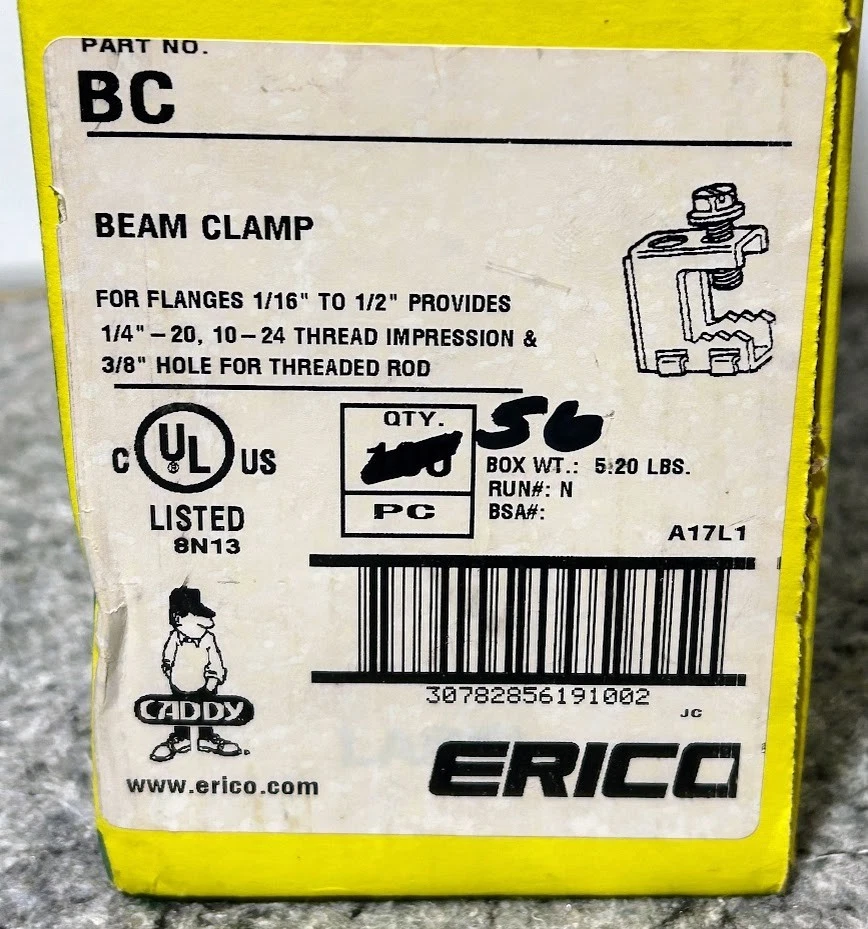 PART NO.
BC
BEAM CLAMP
FOR FLANGES 1/16" TO 1/2" PROVIDES
1/4"–20, 10–24 THREAD IMPRESSION &
3/8" HOLE FOR THREADED ROD
C UL® US
LISTED
8N13
QTY.
56
PC
BOX WT.: 5.20 LBS.
RUN#: N
BSA#:
A17L1
30782856191002
JC
CADDY
www.erico.com
ERICO